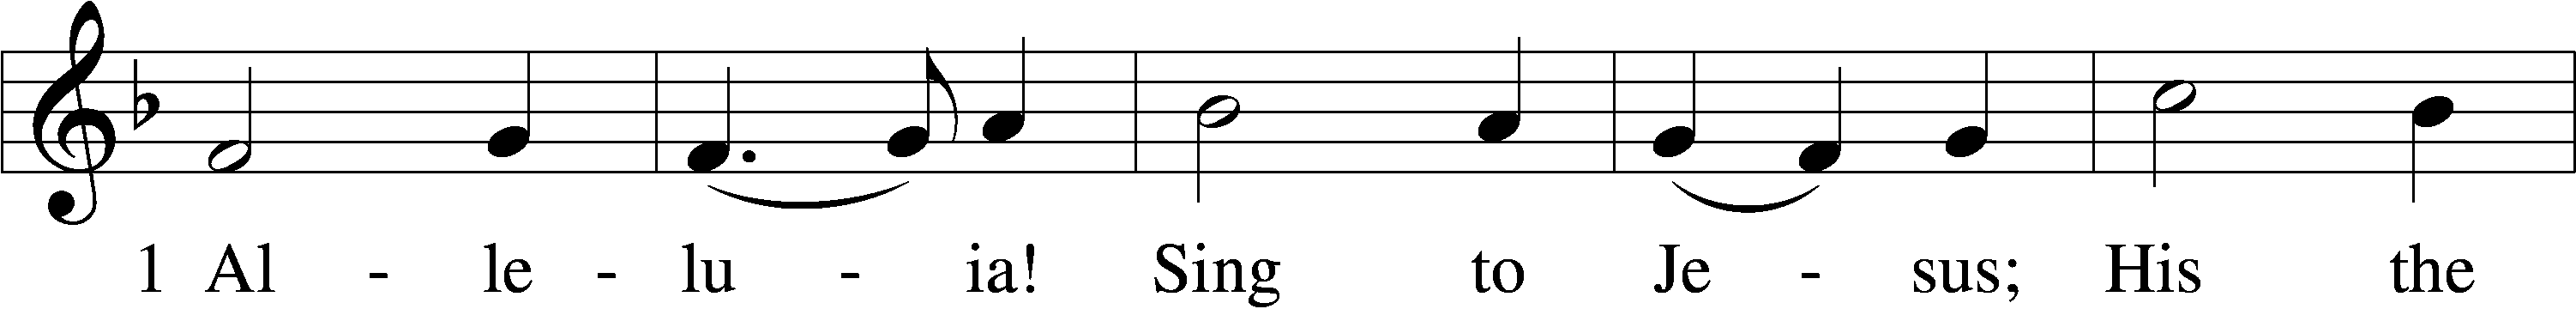 1 Al - le - lu - ia! Sing to Je - sus; His the